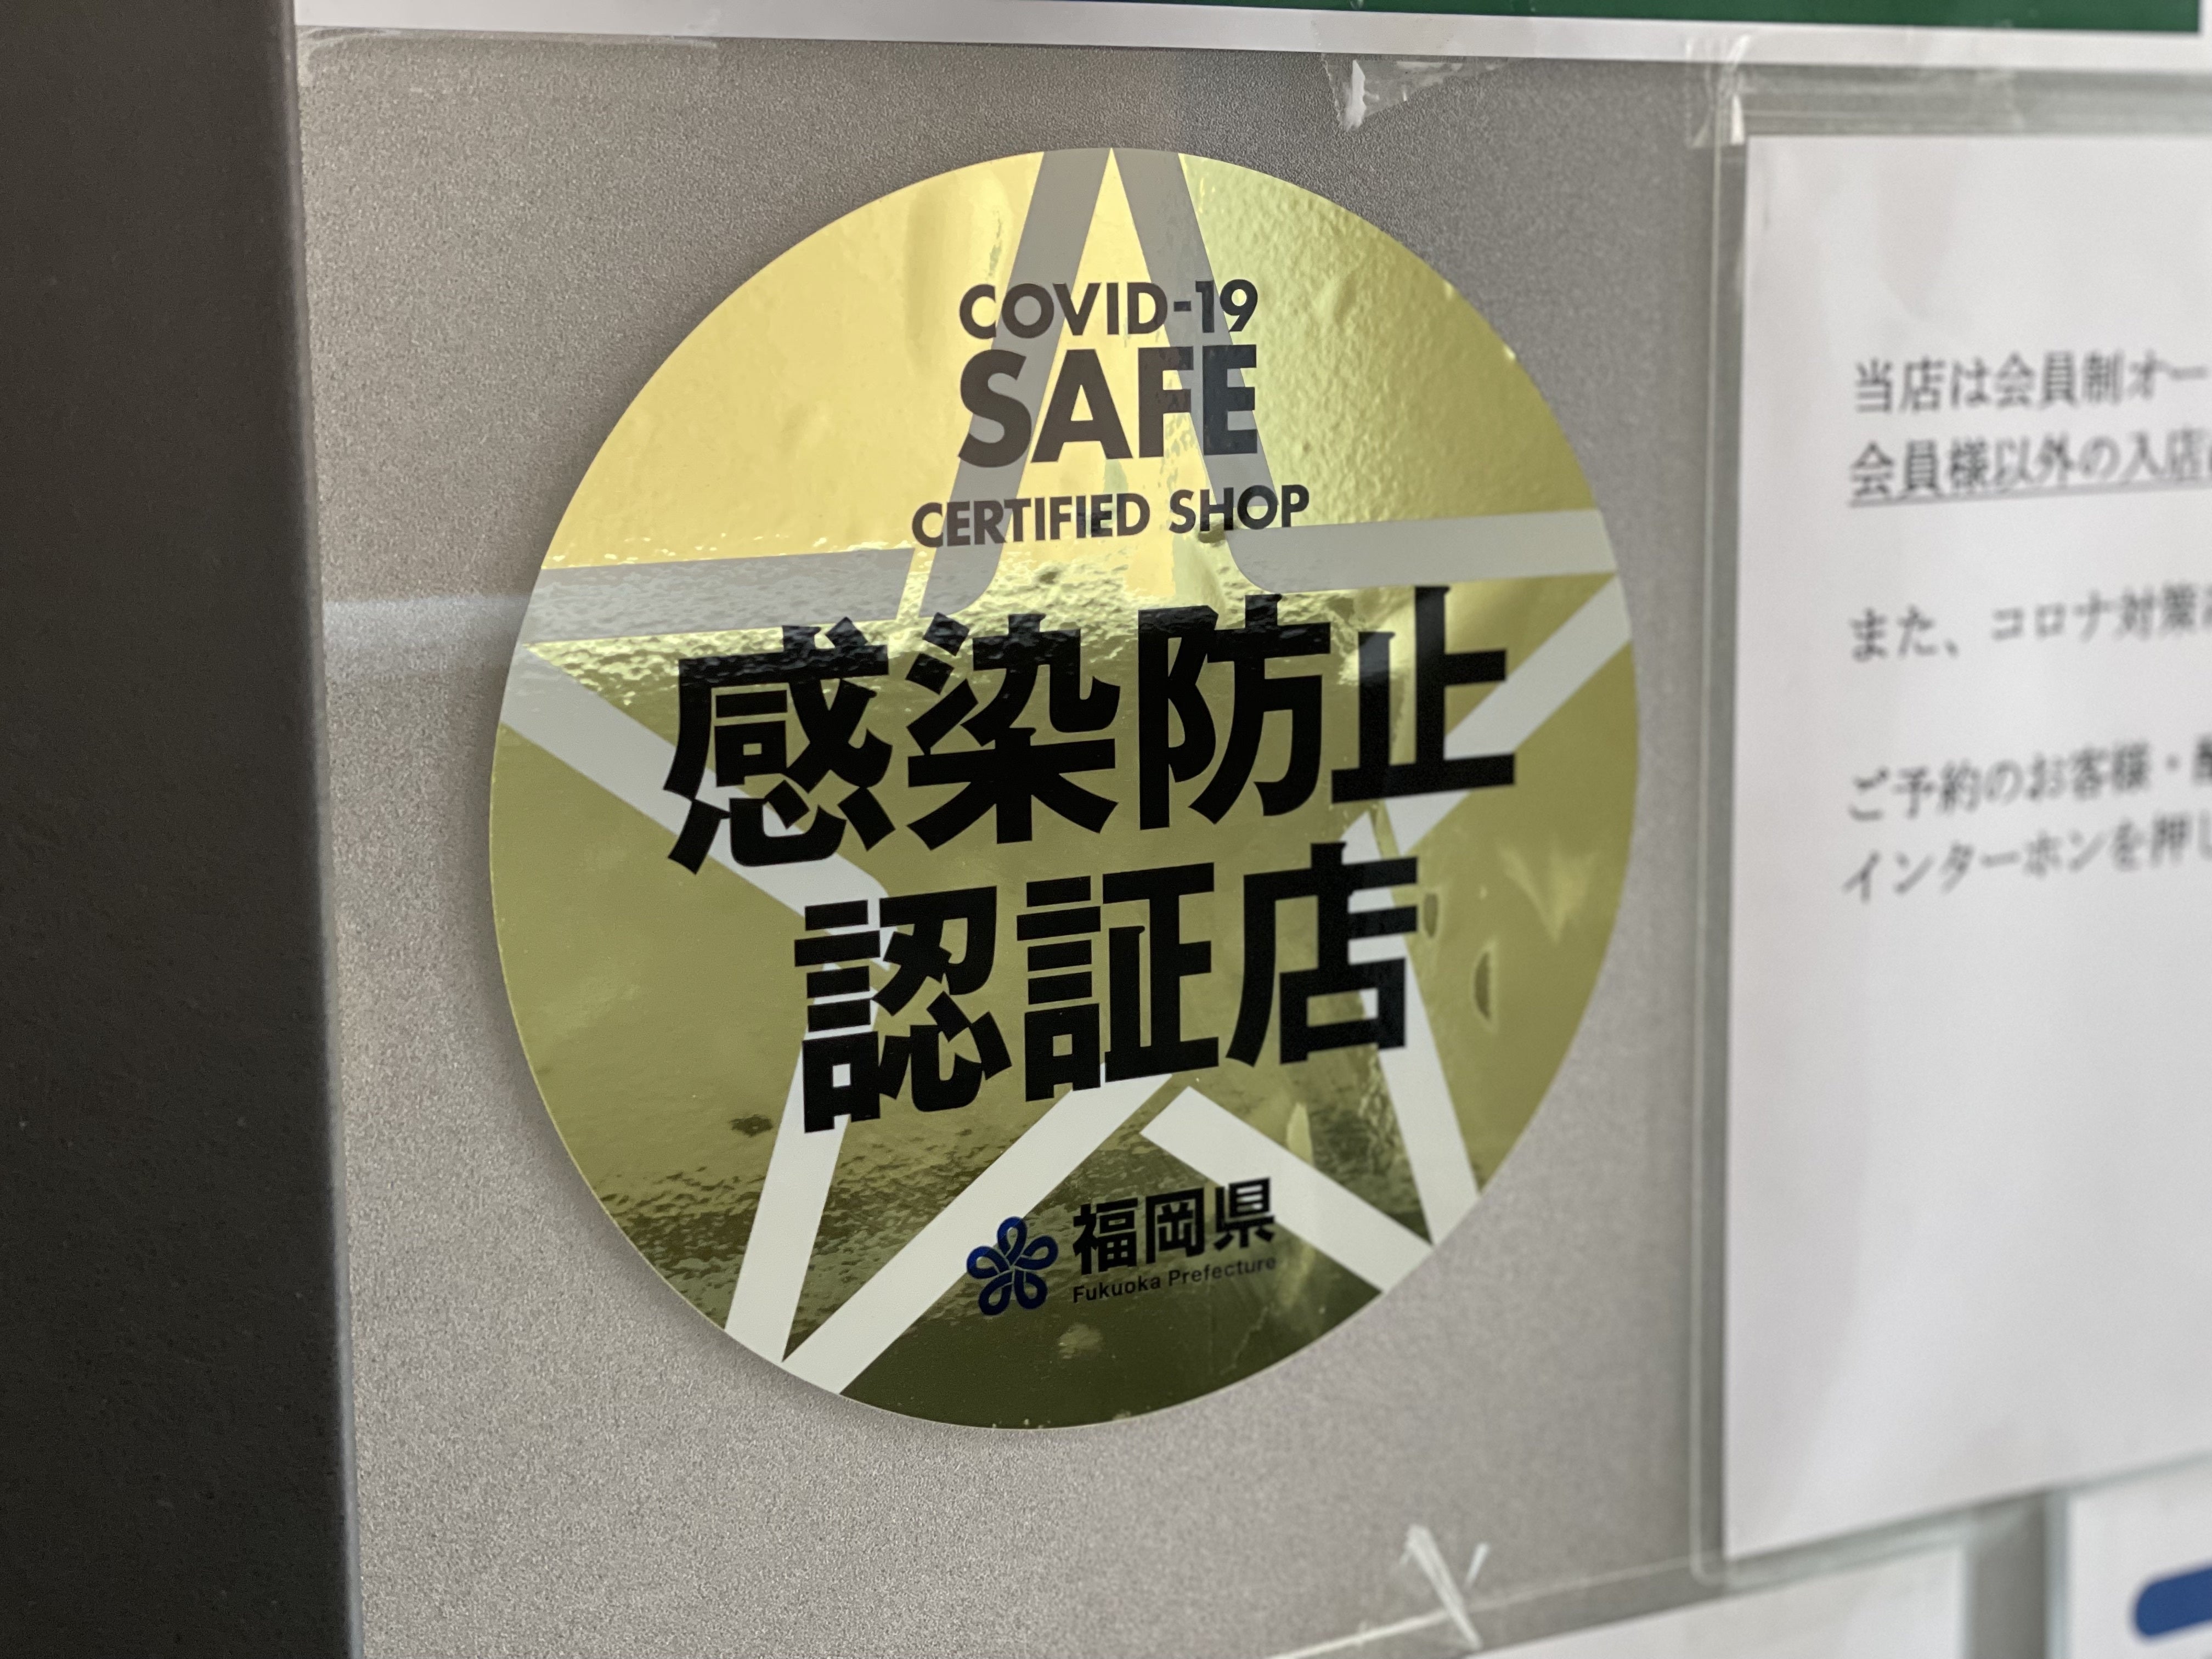 COVID-19
SAFE
CERTIFIED SHOP
感染防止
認証店
福岡県
Fukuoka Prefecture
当店は会員制オー
会員様以外の入店
また、コロナ対策
ご予約のお客様・
インターホンを押し